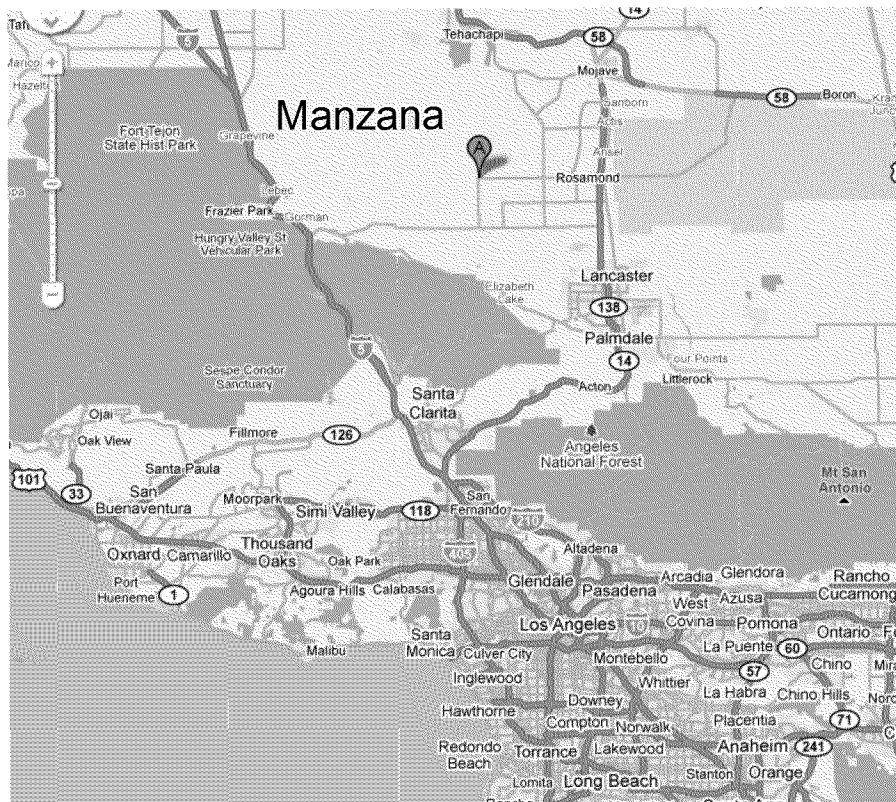 14
Tehachapi
58
5
Mojave
58
Boron
Sanborn
Manzana
Fort Tejon
State Hist Park
Grapevine
Ansel
A
Rosamond
Lebec
Frazier Park
Gorman
Hungry Valley St
Vehicular Park
Lancaster
Elizabeth
Lake
138
Palmdale
5
14
Four Points
Sespe Condor
Sanctuary
Acton
Littlerock
Santa
Clarita
Ojai
Fillmore
126
Oak View
Angeles
National Forest
Santa Paula
Mt San
Antonio
101
33
San
Buenaventura
Moorpark
Simi Valley
118
San
Fernando
210
Oxnard
Camarillo
Thousand
Oaks
Oak Park
405
Altadena
Port
Hueneme
1
Agoura Hills
Calabasas
Glendale
Pasadena
Arcadia
Glendora
Rancho
Cucamong
West
Covina
Azusa
Los Angeles
10
Pomona
Ontario
Malibu
Santa
Monica
Culver City
Montebello
La Puente
60
Chino
57
Inglewood
Whittier
La Habra
Chino Hills
Hawthorne
Downey
Compton
Norwalk
Placentia
71
Redondo
Beach
Torrance
Lakewood
Anaheim
241
Lomita
Long Beach
Stanton
Orange